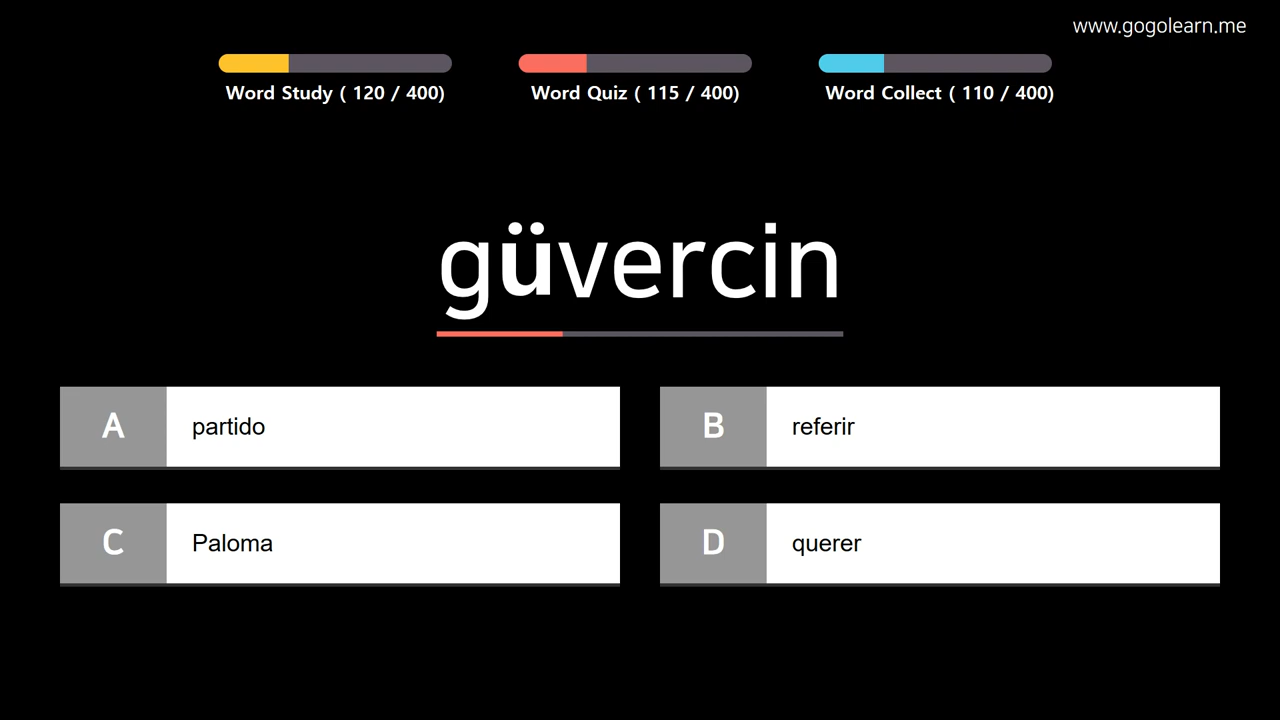 www.gogolearn.me
Word Study ( 120 / 400)
Word Quiz ( 115 / 400)
Word Collect ( 110 / 400)
güvercin
A partido
B referir
C Paloma
D querer